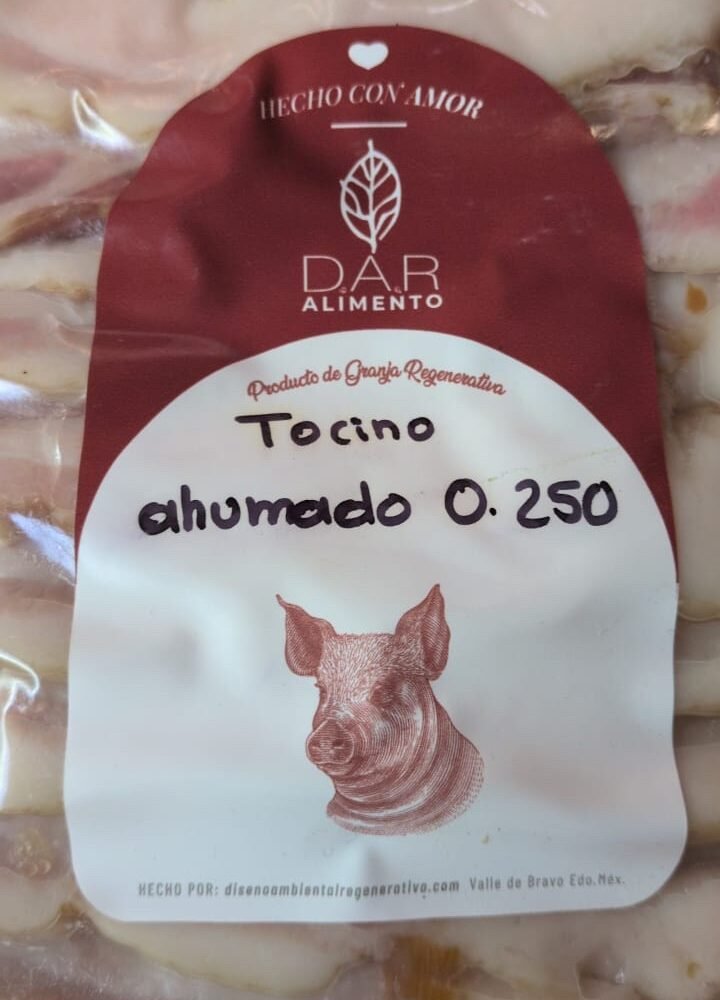 HECHO CON AMOR
D.A.R
ALIMENTO
Producto de Granja Regenerativa
Tocino
ahumado 0.250
HECHO POR: disenoambientalregenerativo.com Valle de Bravo Edo. Méx.